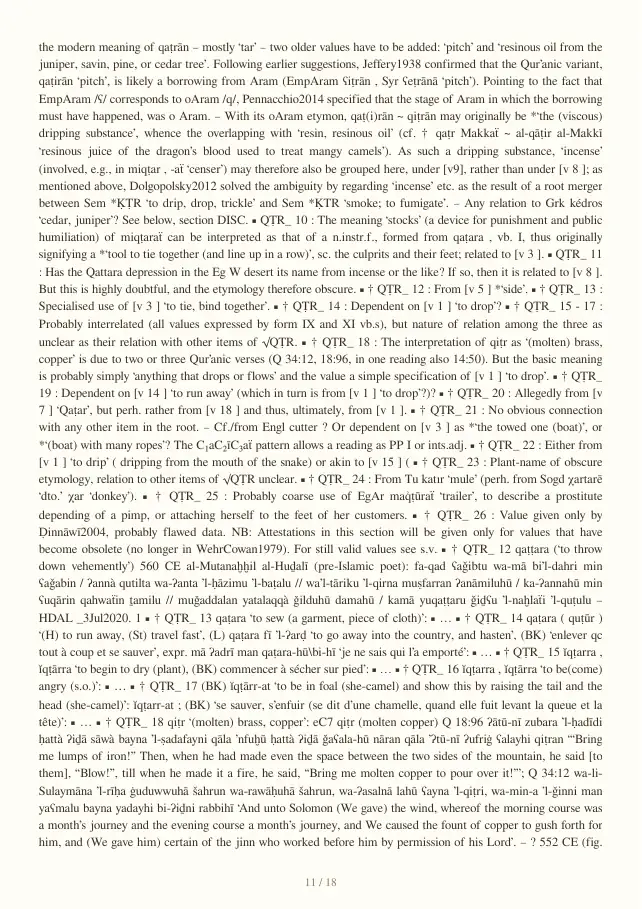 the modern meaning of qaṭrān – mostly ‘tar’ – two older values have to be added: ‘pitch’ and ‘resinous oil from the
juniper, savin, pine, or cedar tree’. Following earlier suggestions, Jeffery1938 confirmed that the Qurʾanic variant,
qaṭirān ‘pitch’, is likely a borrowing from Aram (EmpAram ʕiṭrān , Syr ʕeṭrānā ‘pitch’). Pointing to the fact that
EmpAram /ʕ/ corresponds to oAram /q/, Pennacchio2014 specified that the stage of Aram in which the borrowing
must have happened, was o Aram. – With its oAram etymon, qaṭ(i)rān ~ qiṭrān may originally be *‘the (viscous)
dripping substance’, whence the overlapping with ‘resin, resinous oil’ (cf. † qaṭr Makkaẗ ~ al-qāṭir al-Makkī
‘resinous juice of the dragon’s blood used to treat mangy camels’). As such a dripping substance, ‘incense’
(involved, e.g., in miqṭar , -aẗ ‘censer’) may therefore also be grouped here, under [v9], rather than under [v 8 ]; as
mentioned above, Dolgopolsky2012 solved the ambiguity by regarding ‘incense’ etc. as the result of a root merger
between Sem *ḲṬR ‘to drip, drop, trickle’ and Sem *ḲṬR ‘smoke; to fumigate’. – Any relation to Grk kédros
‘cedar, juniper’? See below, section DISC. ▪ QṬR_ 10 : The meaning ‘stocks’ (a device for punishment and public
humiliation) of miqṭaraẗ can be interpreted as that of a n.instr.f., formed from qaṭara , vb. I, thus originally
signifying a *‘tool to tie together (and line up in a row)’, sc. the culprits and their feet; related to [v 3 ]. ▪ QṬR_ 11
: Has the Qattara depression in the Eg W desert its name from incense or the like? If so, then it is related to [v 8 ].
But this is highly doubtful, and the etymology therefore obscure. ▪ † QṬR_ 12 : From [v 5 ] *‘side’. ▪ † QṬR_ 13 :
Specialised use of [v 3 ] ‘to tie, bind together’. ▪ † QṬR_ 14 : Dependent on [v 1 ] ‘to drop’? ▪ † QṬR_ 15 - 17 :
Probably interrelated (all values expressed by form IX and XI vb.s), but nature of relation among the three as
unclear as their relation with other items of √QṬR. ▪ † QṬR_ 18 : The interpretation of qiṭr as ‘(molten) brass,
copper’ is due to two or three Qurʾanic verses (Q 34:12, 18:96, in one reading also 14:50). But the basic meaning
is probably simply ‘anything that drops or flows’ and the value a simple specification of [v 1 ] ‘to drop’. ▪ † QṬR_
19 : Dependent on [v 14 ] ‘to run away’ (which in turn is from [v 1 ] ‘to drop’?)? ▪ † QṬR_ 20 : Allegedly from [v
7 ] ‘Qaṭar’, but perh. rather from [v 18 ] and thus, ultimately, from [v 1 ]. ▪ † QṬR_ 21 : No obvious connection
with any other item in the root. – Cf./from Engl cutter ? Or dependent on [v 3 ] as *‘the towed one (boat)’, or
*‘(boat) with many ropes’? The C₁aC₂īC₃aẗ pattern allows a reading as PP I or ints.adj. ▪ † QṬR_ 22 : Either from
[v 1 ] ‘to drip’ ( dripping from the mouth of the snake) or akin to [v 15 ] ( ▪ † QṬR_ 23 : Plant-name of obscure
etymology, relation to other items of √QṬR unclear. ▪ † QṬR_ 24 : From Tu katır ‘mule’ (perh. from Sogd χartarē
‘dto.’ χar ‘donkey’). ▪ † QṬR_ 25 : Probably coarse use of EgAr maqṭūraẗ ‘trailer’, to describe a prostitute
depending of a pimp, or attaching herself to the feet of her customers. ▪ † QṬR_ 26 : Value given only by
Ḍinnāwī2004, probably flawed data. NB: Attestations in this section will be given only for values that have
become obsolete (no longer in WehrCowan1979). For still valid values see s.v. ▪ † QṬR_ 12 qaṭṭara (‘to throw
down vehemently’) 560 CE al-Mutanaḫḫil al-Huḏalī (pre-Islamic poet): fa-qad ʕaǧibtu wa-mā bi’l-dahri min
ʕaǧabin / ʔannà qutilta wa-ʔanta ’l-ḥāzimu ’l-baṭalu // wa’l-tāriku ’l-qirna muṣfarran ʔanāmiluhū / ka-ʔannahū min
ʕuqārin qahwaẗin ṯamilu // muǧaddalan yatalaqqà ǧilduhū damahū / kamā yuqaṭṭaru ǧiḏʕu ’l-naḫlaẗi ’l-quṭulu –
HDAL _3Jul2020. 1 ▪ † QṬR_ 13 qaṭara ‘to sew (a garment, piece of cloth)’: ▪ … ▪ † QṬR_ 14 qaṭara ( quṭūr )
‘(H) to run away, (St) travel fast’, (L) qaṭara fī ’l-ʔarḍ ‘to go away into the country, and hasten’, (BK) ‘enlever qc
tout à coup et se sauver’, expr. mā ʔadrī man qaṭara-hū\bi-hī ‘je ne sais qui l’a emporté’: ▪ … ▪ † QṬR_ 15 ĭqṭarra ,
ĭqṭārra ‘to begin to dry (plant), (BK) commencer à sécher sur pied’: ▪ … ▪ † QṬR_ 16 ĭqṭarra , ĭqṭārra ‘to be(come)
angry (s.o.)’: ▪ … ▪ † QṬR_ 17 (BK) ĭqṭārr-at ‘to be in foal (she-camel) and show this by raising the tail and the
head (she-camel)’: ĭqṭarr-at ; (BK) ‘se sauver, s’enfuir (se dit d’une chamelle, quand elle fuit levant la queue et la
tête)’: ▪ … ▪ † QṬR_ 18 qiṭr ‘(molten) brass, copper’: eC7 qiṭr (molten copper) Q 18:96 ʔātū-nī zubara ’l-ḥadīdi
ḥattà ʔiḏā sāwà bayna ’l-ṣadafayni qāla ’nfuḫū ḥattà ʔiḏā ǧaʕala-hū nāran qāla ʔātū-nī ʔufriġ ʕalayhi qiṭran “‘Bring
me lumps of iron!” Then, when he had made even the space between the two sides of the mountain, he said [to
them], “Blow!”, till when he made it a fire, he said, “Bring me molten copper to pour over it!”’; Q 34:12 wa-li-
Sulaymāna ’l-rīḥa ġuduwwuhā šahrun wa-rawāḥuhā šahrun, wa-ʔasalnā lahū ʕayna ’l-qiṭri, wa-min-a ’l-ǧinni man
yaʕmalu bayna yadayhi bi-ʔiḏni rabbihī ‘And unto Solomon (We gave) the wind, whereof the morning course was
a month’s journey and the evening course a month’s journey, and We caused the fount of copper to gush forth for
him, and (We gave him) certain of the jinn who worked before him by permission of his Lord’. – ? 552 CE (fig.
11 / 18